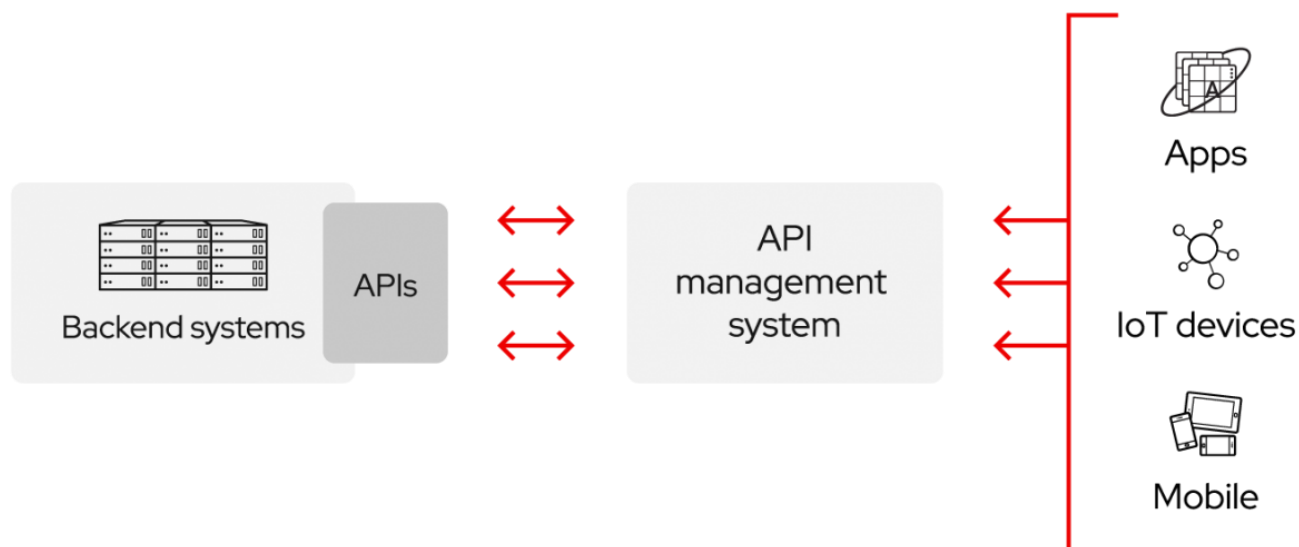 Backend systems
APIs
API
management
system
A
Apps
IoT devices
Mobile